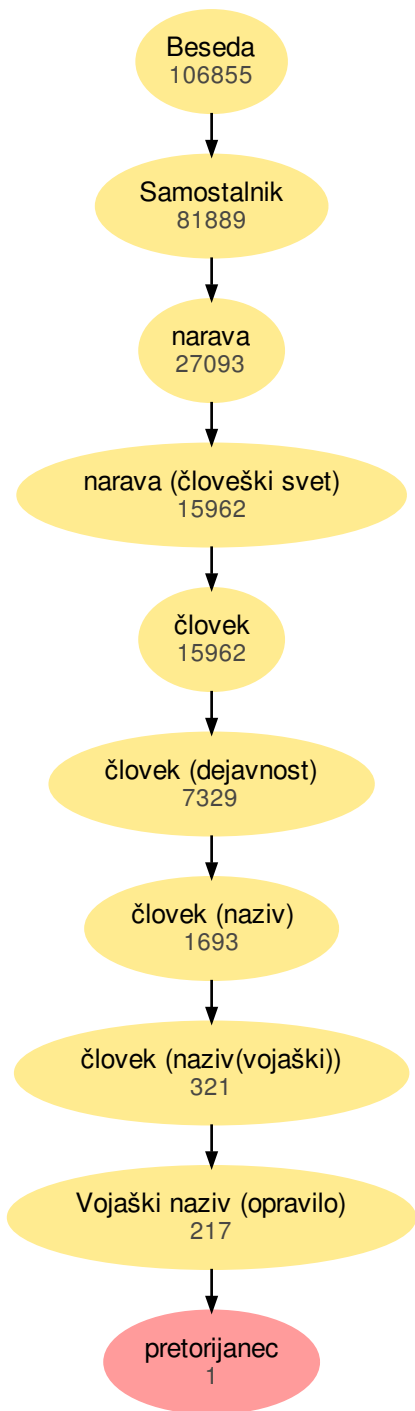 Beseda
106855
Samostalnik
81889
narava
27093
narava (človeški svet)
15962
človek
15962
človek (dejavnost)
7329
človek (naziv)
1693
človek (naziv(vojaški))
321
Vojaški naziv (opravilo)
217
pretorijanec
1